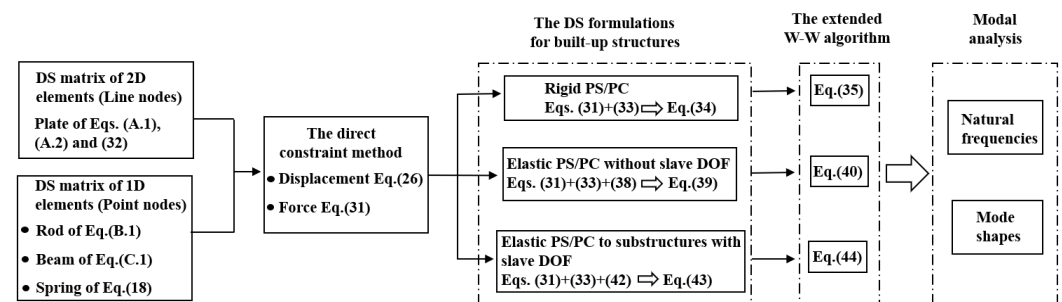 DS matrix of 2D
elements (Line nodes)
Plate of Eqs. (A.1),
(A.2) and (32)
DS matrix of 1D
elements (Point nodes)
• Rod of Eq.(B.1)
• Beam of Eq.(C.1)
• Spring of Eq.(18)
The direct
constraint method
• Displacement Eq.(26)
• Force Eq.(31)
The DS formulations
for built-up structures
Rigid PS/PC
Eqs. (31)+(33) ⇨ Eq.(34)
Elastic PS/PC without slave DOF
Eqs. (31)+(33)+(38) ⇨ Eq.(39)
Elastic PS/PC to substructures with
slave DOF
Eqs. (31)+(33)+(42) ⇨ Eq.(43)
The extended
W-W algorithm
Eq.(35)
Eq.(40)
Eq.(44)
Modal
analysis
Natural
frequencies
Mode
shapes